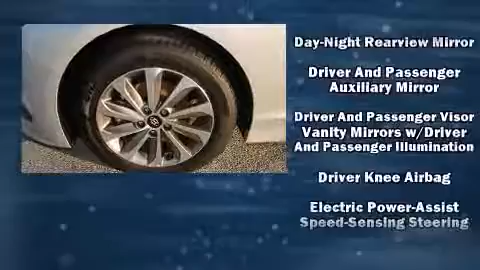 Day-Night Rearview Mirror
Driver And Passenger
Auxiliary Mirror
Driver And Passenger Visor
Vanity Mirrors w/Driver
And Passenger Illumination
Driver Knee Airbag
Electric Power-Assist
Speed-Sensing Steering